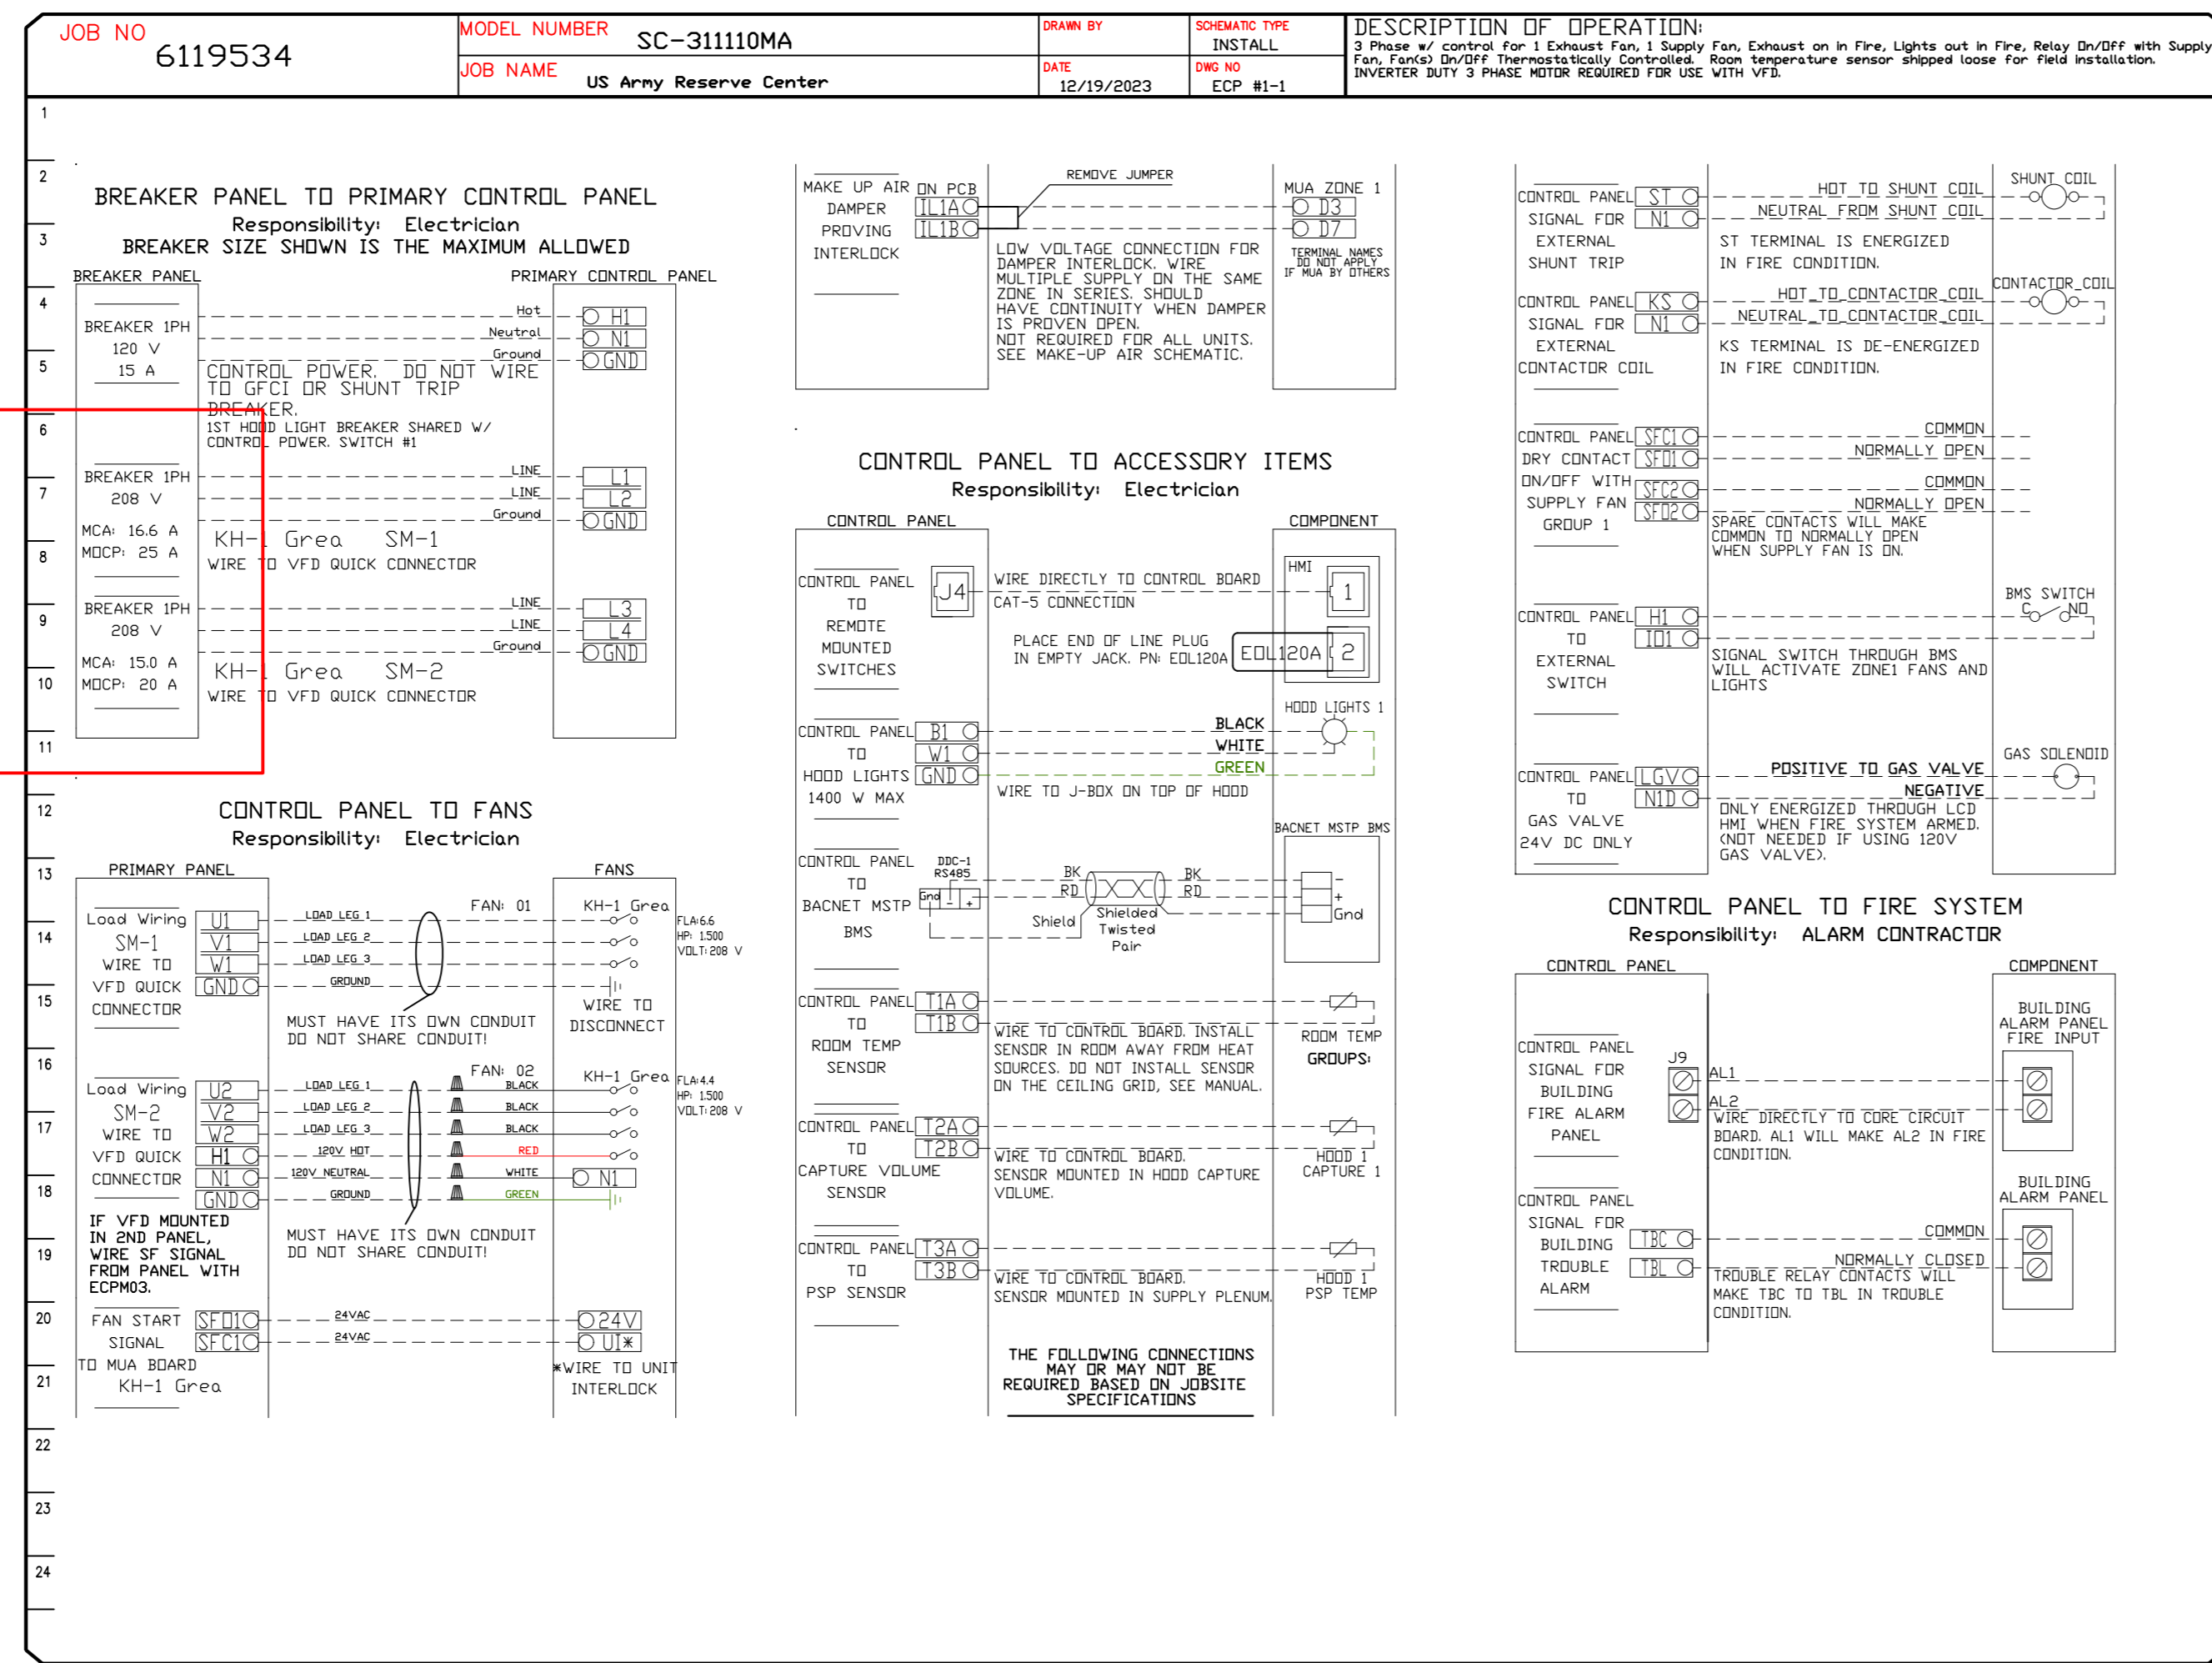 JOB NO
6119534
MODEL NUMBER
SC-311110MA
JOB NAME
US Army Reserve Center
DRAWN BY
DATE
12/19/2023
SCHEMATIC TYPE
INSTALL
DWG NO
ECP #1-1
DESCRIPTION OF OPERATION:
3 Phase w/ control for 1 Exhaust Fan, 1 Supply Fan, Exhaust on in Fire, Lights out in Fire, Relay On/Off with Supply
Fan, Fan(s) On/Off Thermostatically Controlled. Room temperature sensor shipped loose for field installation.
INVERTER DUTY 3 PHASE MOTOR REQUIRED FOR USE WITH VFD.
1
2
3
4
5
6
7
8
9
10
11
12
13
14
15
16
17
18
19
20
21
22
23
24
BREAKER PANEL TO PRIMARY CONTROL PANEL
Responsibility: Electrician
BREAKER SIZE SHOWN IS THE MAXIMUM ALLOWED
BREAKER PANEL
PRIMARY CONTROL PANEL
BREAKER 1PH
120 V
15 A
Hot
H1
Neutral
N1
Ground
GND
CONTROL POWER. DO NOT WIRE
TO GFCI OR SHUNT TRIP
BREAKER.
1ST HOOD LIGHT BREAKER SHARED W/
CONTROL POWER. SWITCH #1
BREAKER 1PH
208 V
MCA: 16.6 A
MOCP: 25 A
LINE
L1
LINE
L2
Ground
GND
KH-1 Grea SM-1
WIRE TO VFD QUICK CONNECTOR
BREAKER 1PH
208 V
MCA: 15.0 A
MOCP: 20 A
LINE
L3
LINE
L4
Ground
GND
KH-1 Grea SM-2
WIRE TO VFD QUICK CONNECTOR
CONTROL PANEL TO FANS
Responsibility: Electrician
PRIMARY PANEL
FANS
Load Wiring
SM-1
WIRE TO
VFD QUICK
CONNECTOR
U1
V1
W1
GND
LOAD LEG 1
LOAD LEG 2
LOAD LEG 3
GROUND
FAN: 01
KH-1 Grea
FLA:6.6
HP: 1.500
VOLT: 208 V
WIRE TO
DISCONNECT
MUST HAVE ITS OWN CONDUIT
DO NOT SHARE CONDUIT!
Load Wiring
SM-2
WIRE TO
VFD QUICK
CONNECTOR
U2
V2
W2
H1
N1
GND
LOAD LEG 1
LOAD LEG 2
LOAD LEG 3
120V HOT
120V NEUTRAL
GROUND
FAN: 02
BLACK
BLACK
BLACK
RED
WHITE
GREEN
KH-1 Grea
N1
FLA:4.4
HP: 1.500
VOLT: 208 V
IF VFD MOUNTED
IN 2ND PANEL,
WIRE SF SIGNAL
FROM PANEL WITH
ECPM03.
MUST HAVE ITS OWN CONDUIT
DO NOT SHARE CONDUIT!
FAN START
SIGNAL
TO MUA BOARD
KH-1 Grea
SFO1
SFC1
24VAC
24VAC
24V
UI*
*WIRE TO UNIT
INTERLOCK
MAKE UP AIR
DAMPER
PROVING
INTERLOCK
ON PCB
IL1A
IL1B
REMOVE JUMPER
MUA ZONE 1
D3
D7
TERMINAL NAMES
DO NOT APPLY
IF MUA BY OTHERS
LOW VOLTAGE CONNECTION FOR
DAMPER INTERLOCK. WIRE
MULTIPLE SUPPLY ON THE SAME
ZONE IN SERIES. SHOULD
HAVE CONTINUITY WHEN DAMPER
IS PROVEN OPEN.
NOT REQUIRED FOR ALL UNITS.
SEE MAKE-UP AIR SCHEMATIC.
CONTROL PANEL TO ACCESSORY ITEMS
Responsibility: Electrician
CONTROL PANEL
COMPONENT
CONTROL PANEL
TO
REMOTE
MOUNTED
SWITCHES
J4
WIRE DIRECTLY TO CONTROL BOARD
CAT-5 CONNECTION
HMI
1
PLACE END OF LINE PLUG
IN EMPTY JACK. PN: EOL120A
EOL120A
2
CONTROL PANEL
TO
HOOD LIGHTS
1400 W MAX
B1
W1
GND
BLACK
WHITE
GREEN
HOOD LIGHTS 1
WIRE TO J-BOX ON TOP OF HOOD
CONTROL PANEL
TO
BACNET MSTP
BMS
DDC-1
RS485
Gnd - +
BK
RD
Shield
Shielded
Twisted
Pair
BK
RD
BACNET MSTP BMS
-
+
Gnd
CONTROL PANEL
TO
ROOM TEMP
SENSOR
T1A
T1B
WIRE TO CONTROL BOARD. INSTALL
SENSOR IN ROOM AWAY FROM HEAT
SOURCES. DO NOT INSTALL SENSOR
ON THE CEILING GRID, SEE MANUAL.
ROOM TEMP
GROUPS:
CONTROL PANEL
TO
CAPTURE VOLUME
SENSOR
T2A
T2B
WIRE TO CONTROL BOARD.
SENSOR MOUNTED IN HOOD CAPTURE
VOLUME.
HOOD 1
CAPTURE 1
CONTROL PANEL
TO
PSP SENSOR
T3A
T3B
WIRE TO CONTROL BOARD.
SENSOR MOUNTED IN SUPPLY PLENUM.
HOOD 1
PSP TEMP
THE FOLLOWING CONNECTIONS
MAY OR MAY NOT BE
REQUIRED BASED ON JOBSITE
SPECIFICATIONS
CONTROL PANEL
SIGNAL FOR
EXTERNAL
SHUNT TRIP
ST
N1
HOT TO SHUNT COIL
NEUTRAL FROM SHUNT COIL
SHUNT COIL
ST TERMINAL IS ENERGIZED
IN FIRE CONDITION.
CONTROL PANEL
SIGNAL FOR
EXTERNAL
CONTACTOR COIL
KS
N1
HOT TO CONTACTOR COIL
NEUTRAL TO CONTACTOR COIL
CONTACTOR COIL
KS TERMINAL IS DE-ENERGIZED
IN FIRE CONDITION.
CONTROL PANEL
DRY CONTACT
ON/OFF WITH
SUPPLY FAN
GROUP 1
SFC1
SFO1
SFC2
SFO2
COMMON
NORMALLY OPEN
COMMON
NORMALLY OPEN
SPARE CONTACTS WILL MAKE
COMMON TO NORMALLY OPEN
WHEN SUPPLY FAN IS ON.
CONTROL PANEL
TO
EXTERNAL
SWITCH
H1
IO1
BMS SWITCH
C NO
SIGNAL SWITCH THROUGH BMS
WILL ACTIVATE ZONE1 FANS AND
LIGHTS
CONTROL PANEL
TO
GAS VALVE
24V DC ONLY
LGV
N1D
POSITIVE TO GAS VALVE
NEGATIVE
GAS SOLENOID
ONLY ENERGIZED THROUGH LCD
HMI WHEN FIRE SYSTEM ARMED.
(NOT NEEDED IF USING 120V
GAS VALVE).
CONTROL PANEL TO FIRE SYSTEM
Responsibility: ALARM CONTRACTOR
CONTROL PANEL
COMPONENT
CONTROL PANEL
SIGNAL FOR
BUILDING
FIRE ALARM
PANEL
J9
AL1
AL2
WIRE DIRECTLY TO CORE CIRCUIT
BOARD. AL1 WILL MAKE AL2 IN FIRE
CONDITION.
BUILDING
ALARM PANEL
FIRE INPUT
CONTROL PANEL
SIGNAL FOR
BUILDING
TROUBLE
ALARM
TBC
TBL
COMMON
NORMALLY CLOSED
TROUBLE RELAY CONTACTS WILL
MAKE TBC TO TBL IN TROUBLE
CONDITION.
BUILDING
ALARM PANEL